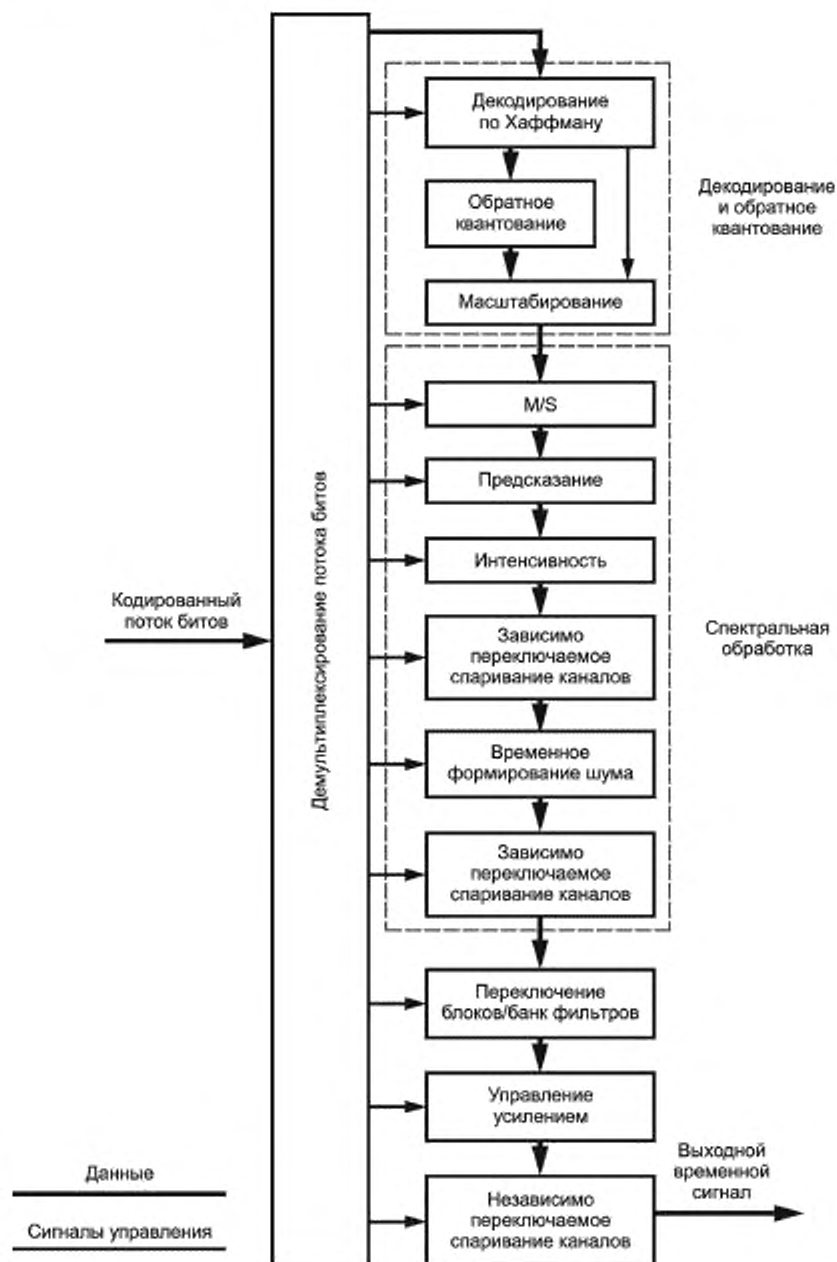 Декодирование
по Хаффману
Обратное
квантование
Масштабирование
Декодирование
и обратное
квантование
M/S
Предсказание
Интенсивность
Зависимо
переключаемое
спаривание каналов
Временное
формирование шума
Зависимо
переключаемое
спаривание каналов
Спектральная
обработка
Кодированный
поток битов
Демультиплексирование потока битов
Переключение
блоков/банк фильтров
Управление
усилением
Независимо
переключаемое
спаривание каналов
Выходной
временной
сигнал
Данные
Сигналы управления